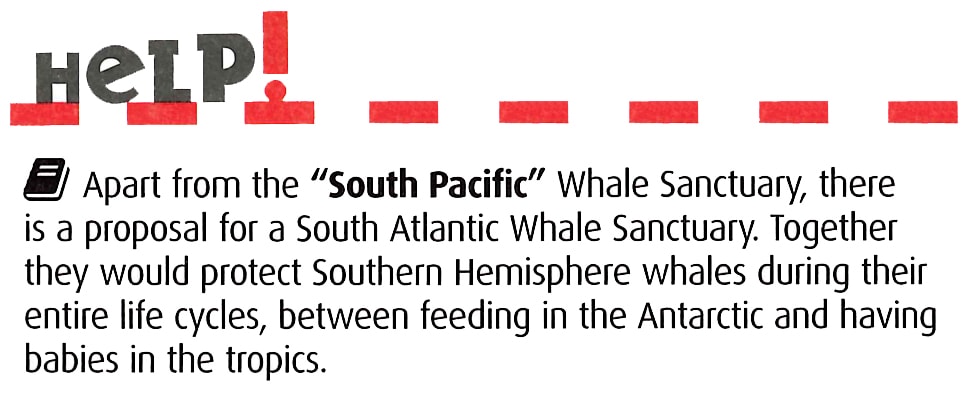 HeLP!
Apart from the “South Pacific” Whale Sanctuary, there
is a proposal for a South Atlantic Whale Sanctuary. Together
they would protect Southern Hemisphere whales during their
entire life cycles, between feeding in the Antarctic and having
babies in the tropics.